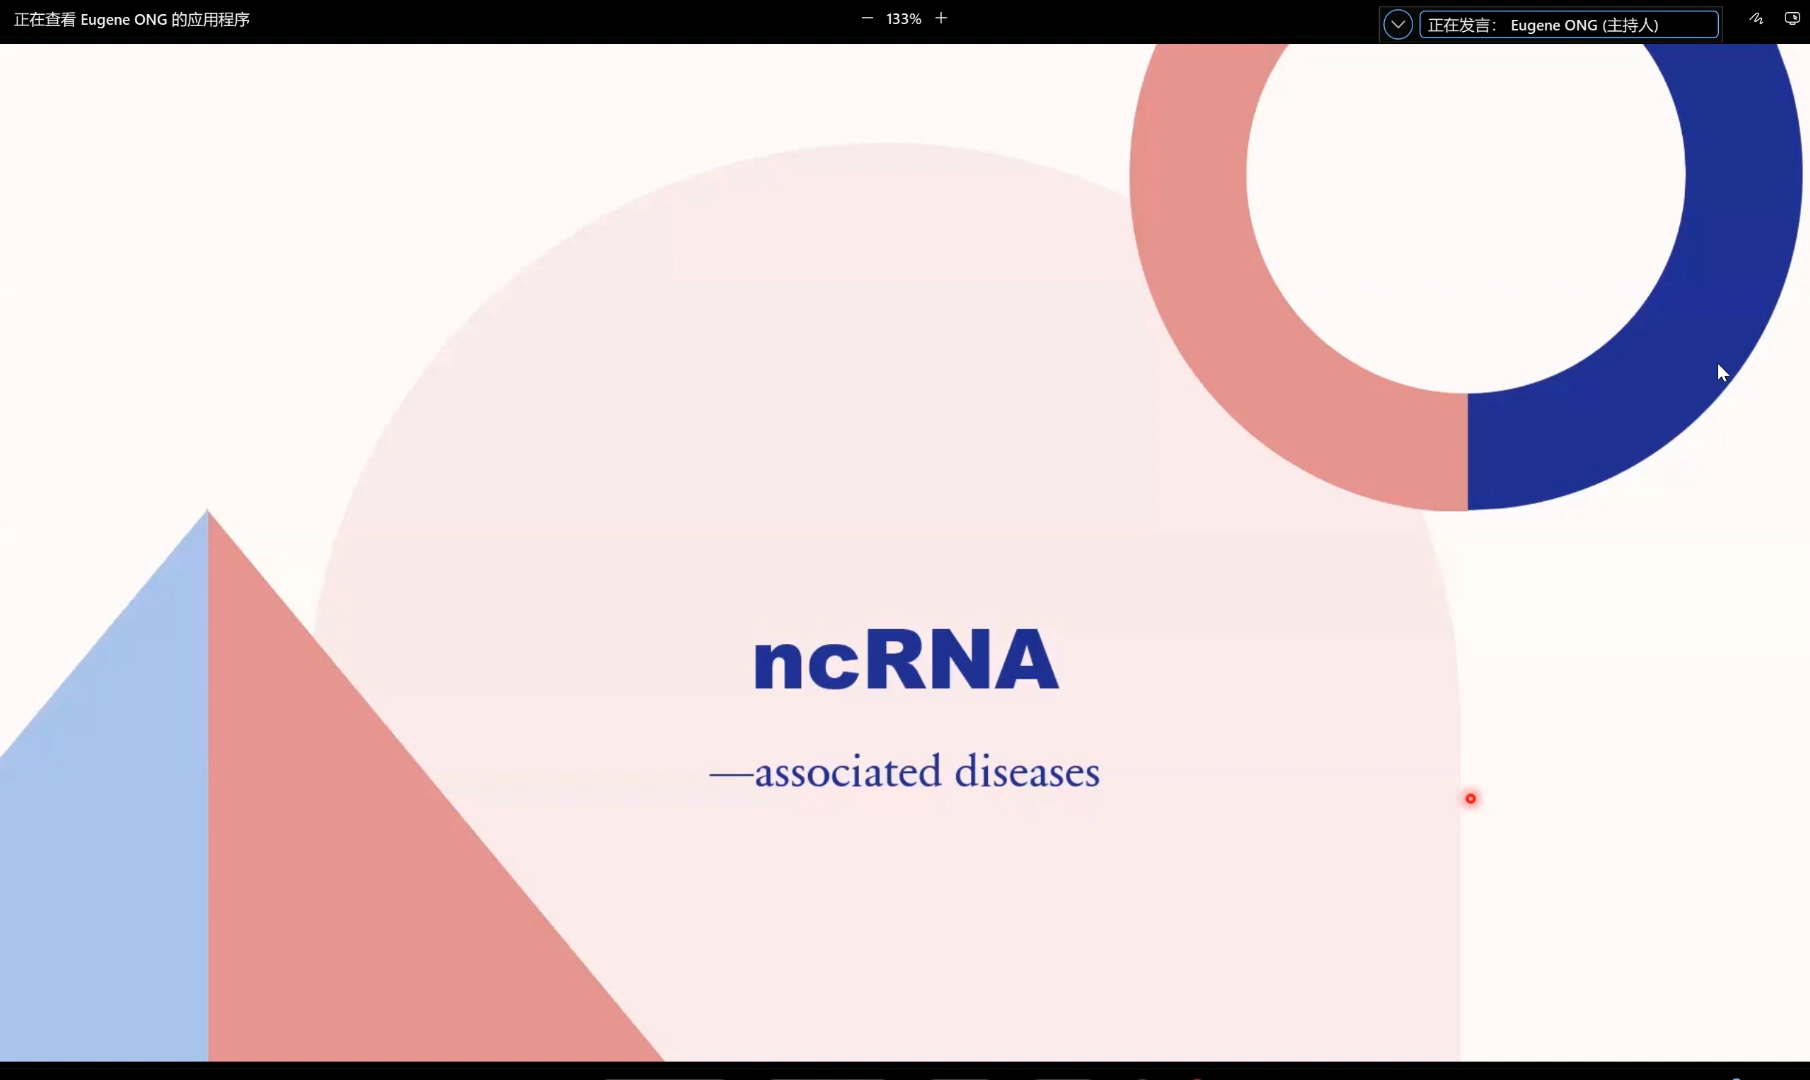 正在查看 Eugene ONG 的应用程序
133%
正在发言： Eugene ONG (主持人)
ncRNA
—associated diseases